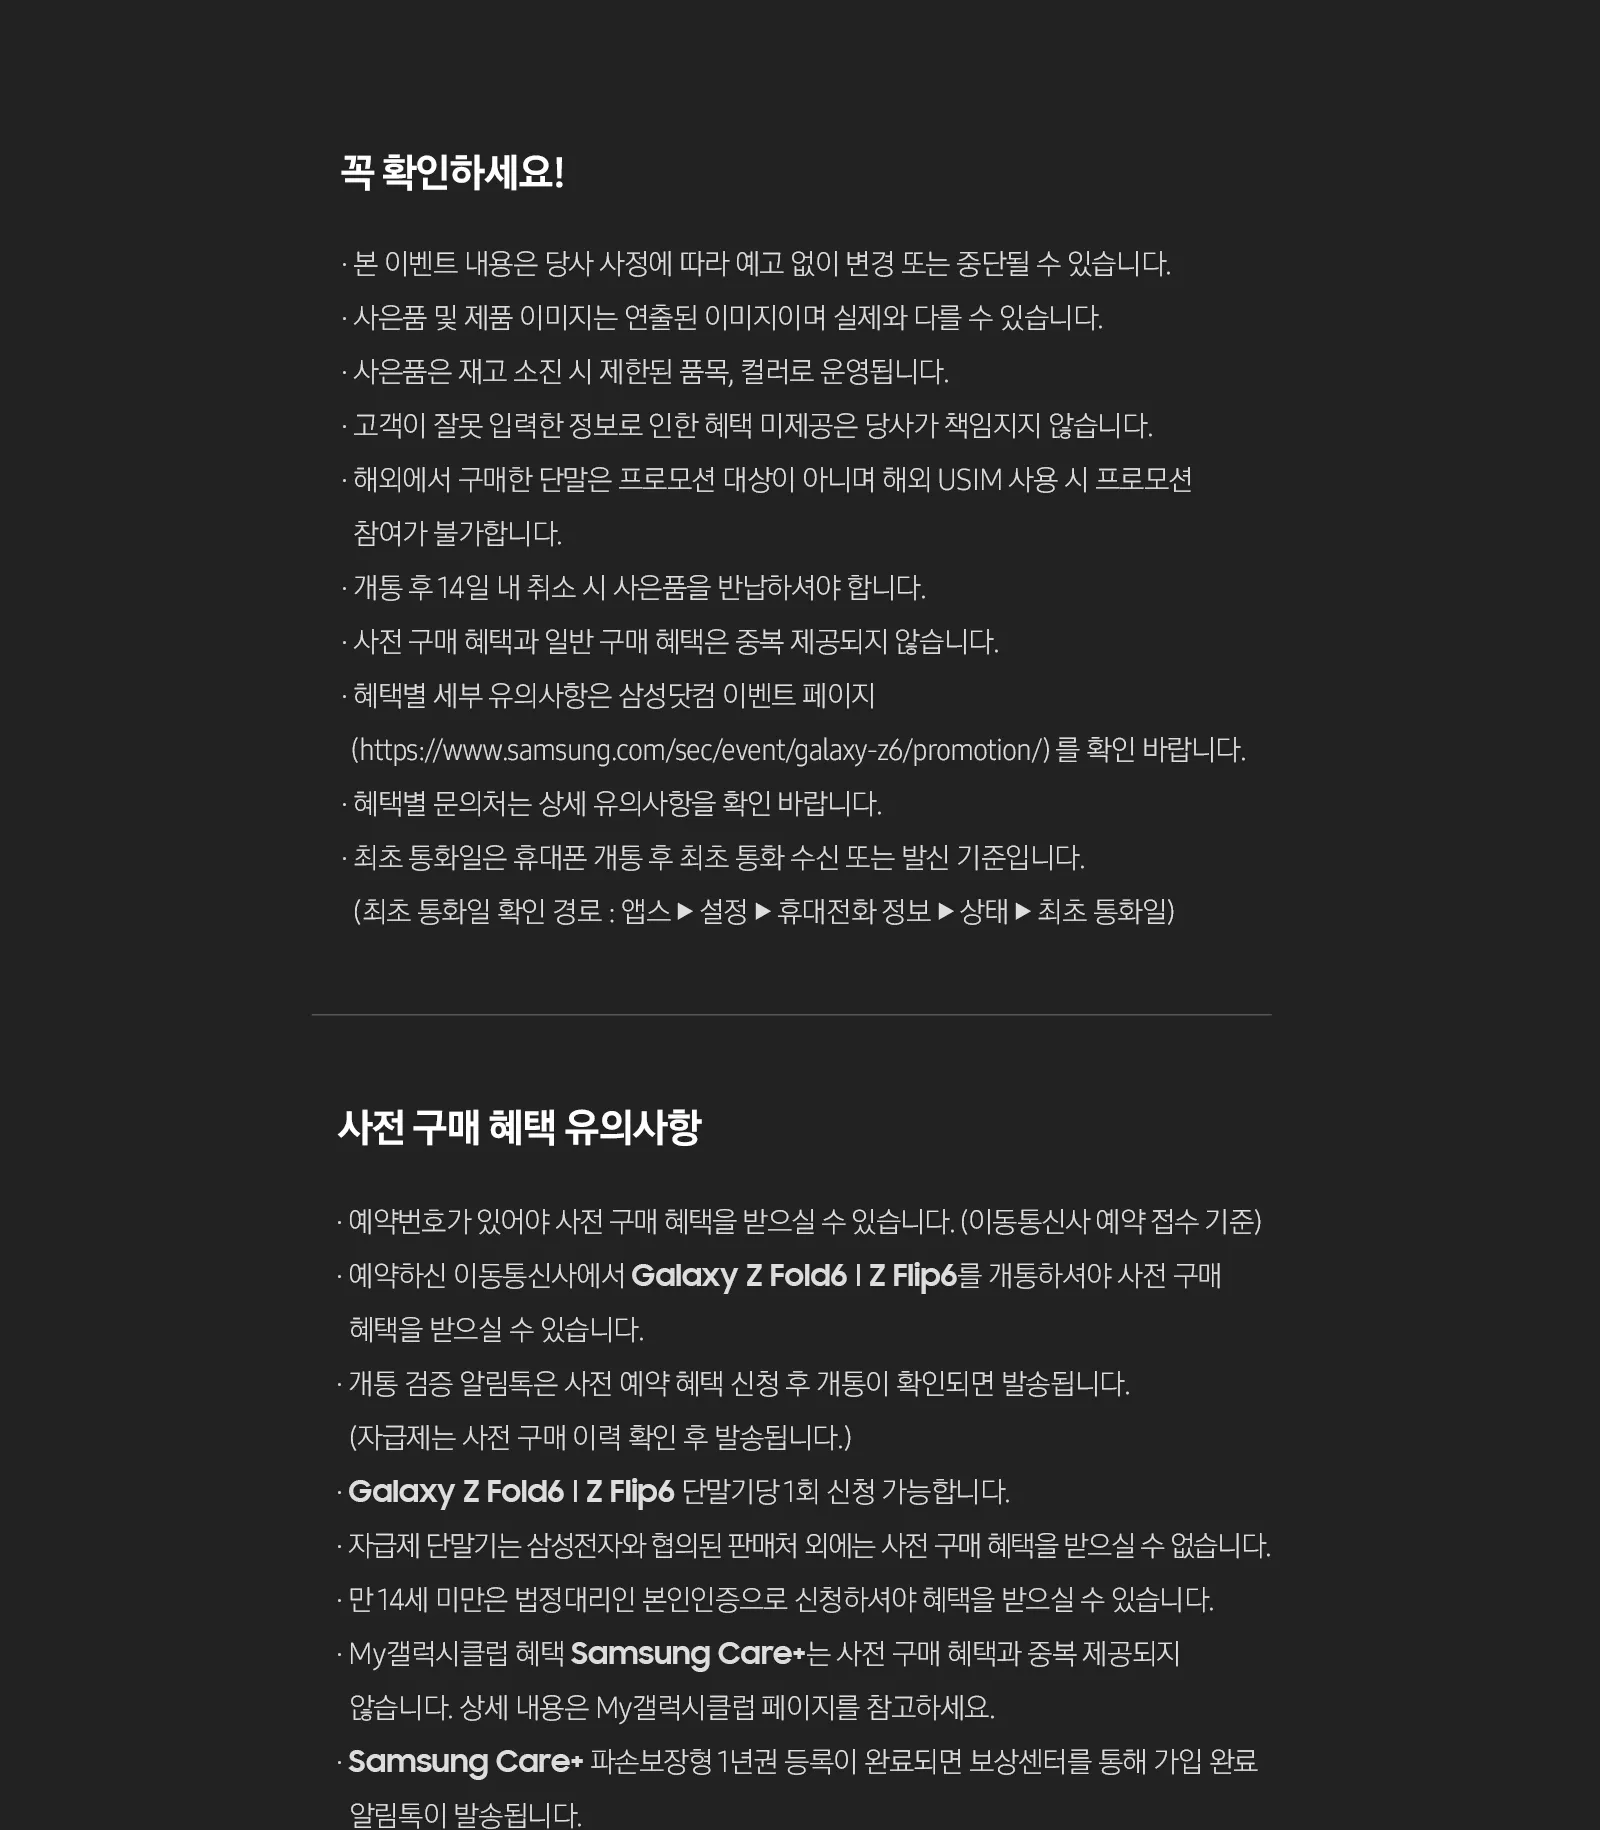 꼭 확인하세요!
· 본 이벤트 내용은 당사 사정에 따라 예고 없이 변경 또는 중단될 수 있습니다.
· 사은품 및 제품 이미지는 연출된 이미지이며 실제와 다를 수 있습니다.
· 사은품은 재고 소진 시 제한된 품목, 컬러로 운영됩니다.
· 고객이 잘못 입력한 정보로 인한 혜택 미제공은 당사가 책임지지 않습니다.
· 해외에서 구매한 단말은 프로모션 대상이 아니며 해외 USIM 사용 시 프로모션
참여가 불가합니다.
· 개통 후 14일 내 취소 시 사은품을 반납하셔야 합니다.
· 사전 구매 혜택과 일반 구매 혜택은 중복 제공되지 않습니다.
· 혜택별 세부 유의사항은 삼성닷컴 이벤트 페이지
(https://www.samsung.com/sec/event/galaxy-z6/promotion/) 를 확인 바랍니다.
· 혜택별 문의처는 상세 유의사항을 확인 바랍니다.
· 최초 통화일은 휴대폰 개통 후 최초 통화 수신 또는 발신 기준입니다.
(최초 통화일 확인 경로 : 앱스 ▶ 설정 ▶ 휴대전화 정보 ▶ 상태 ▶ 최초 통화일)
사전 구매 혜택 유의사항
· 예약번호가 있어야 사전 구매 혜택을 받으실 수 있습니다. (이동통신사 예약 접수 기준)
· 예약하신 이동통신사에서 Galaxy Z Fold6 | Z Flip6를 개통하셔야 사전 구매
혜택을 받으실 수 있습니다.
· 개통 검증 알림톡은 사전 예약 혜택 신청 후 개통이 확인되면 발송됩니다.
(자급제는 사전 구매 이력 확인 후 발송됩니다.)
· Galaxy Z Fold6 | Z Flip6 단말기당 1회 신청 가능합니다.
· 자급제 단말기는 삼성전자와 협의된 판매처 외에는 사전 구매 혜택을 받으실 수 없습니다.
· 만 14세 미만은 법정대리인 본인인증으로 신청하셔야 혜택을 받으실 수 있습니다.
· My갤럭시클럽 혜택 Samsung Care+는 사전 구매 혜택과 중복 제공되지
않습니다. 상세 내용은 My갤럭시클럽 페이지를 참고하세요.
· Samsung Care+ 파손보장형 1년권 등록이 완료되면 보상센터를 통해 가입 완료
알림톡이 발송됩니다.